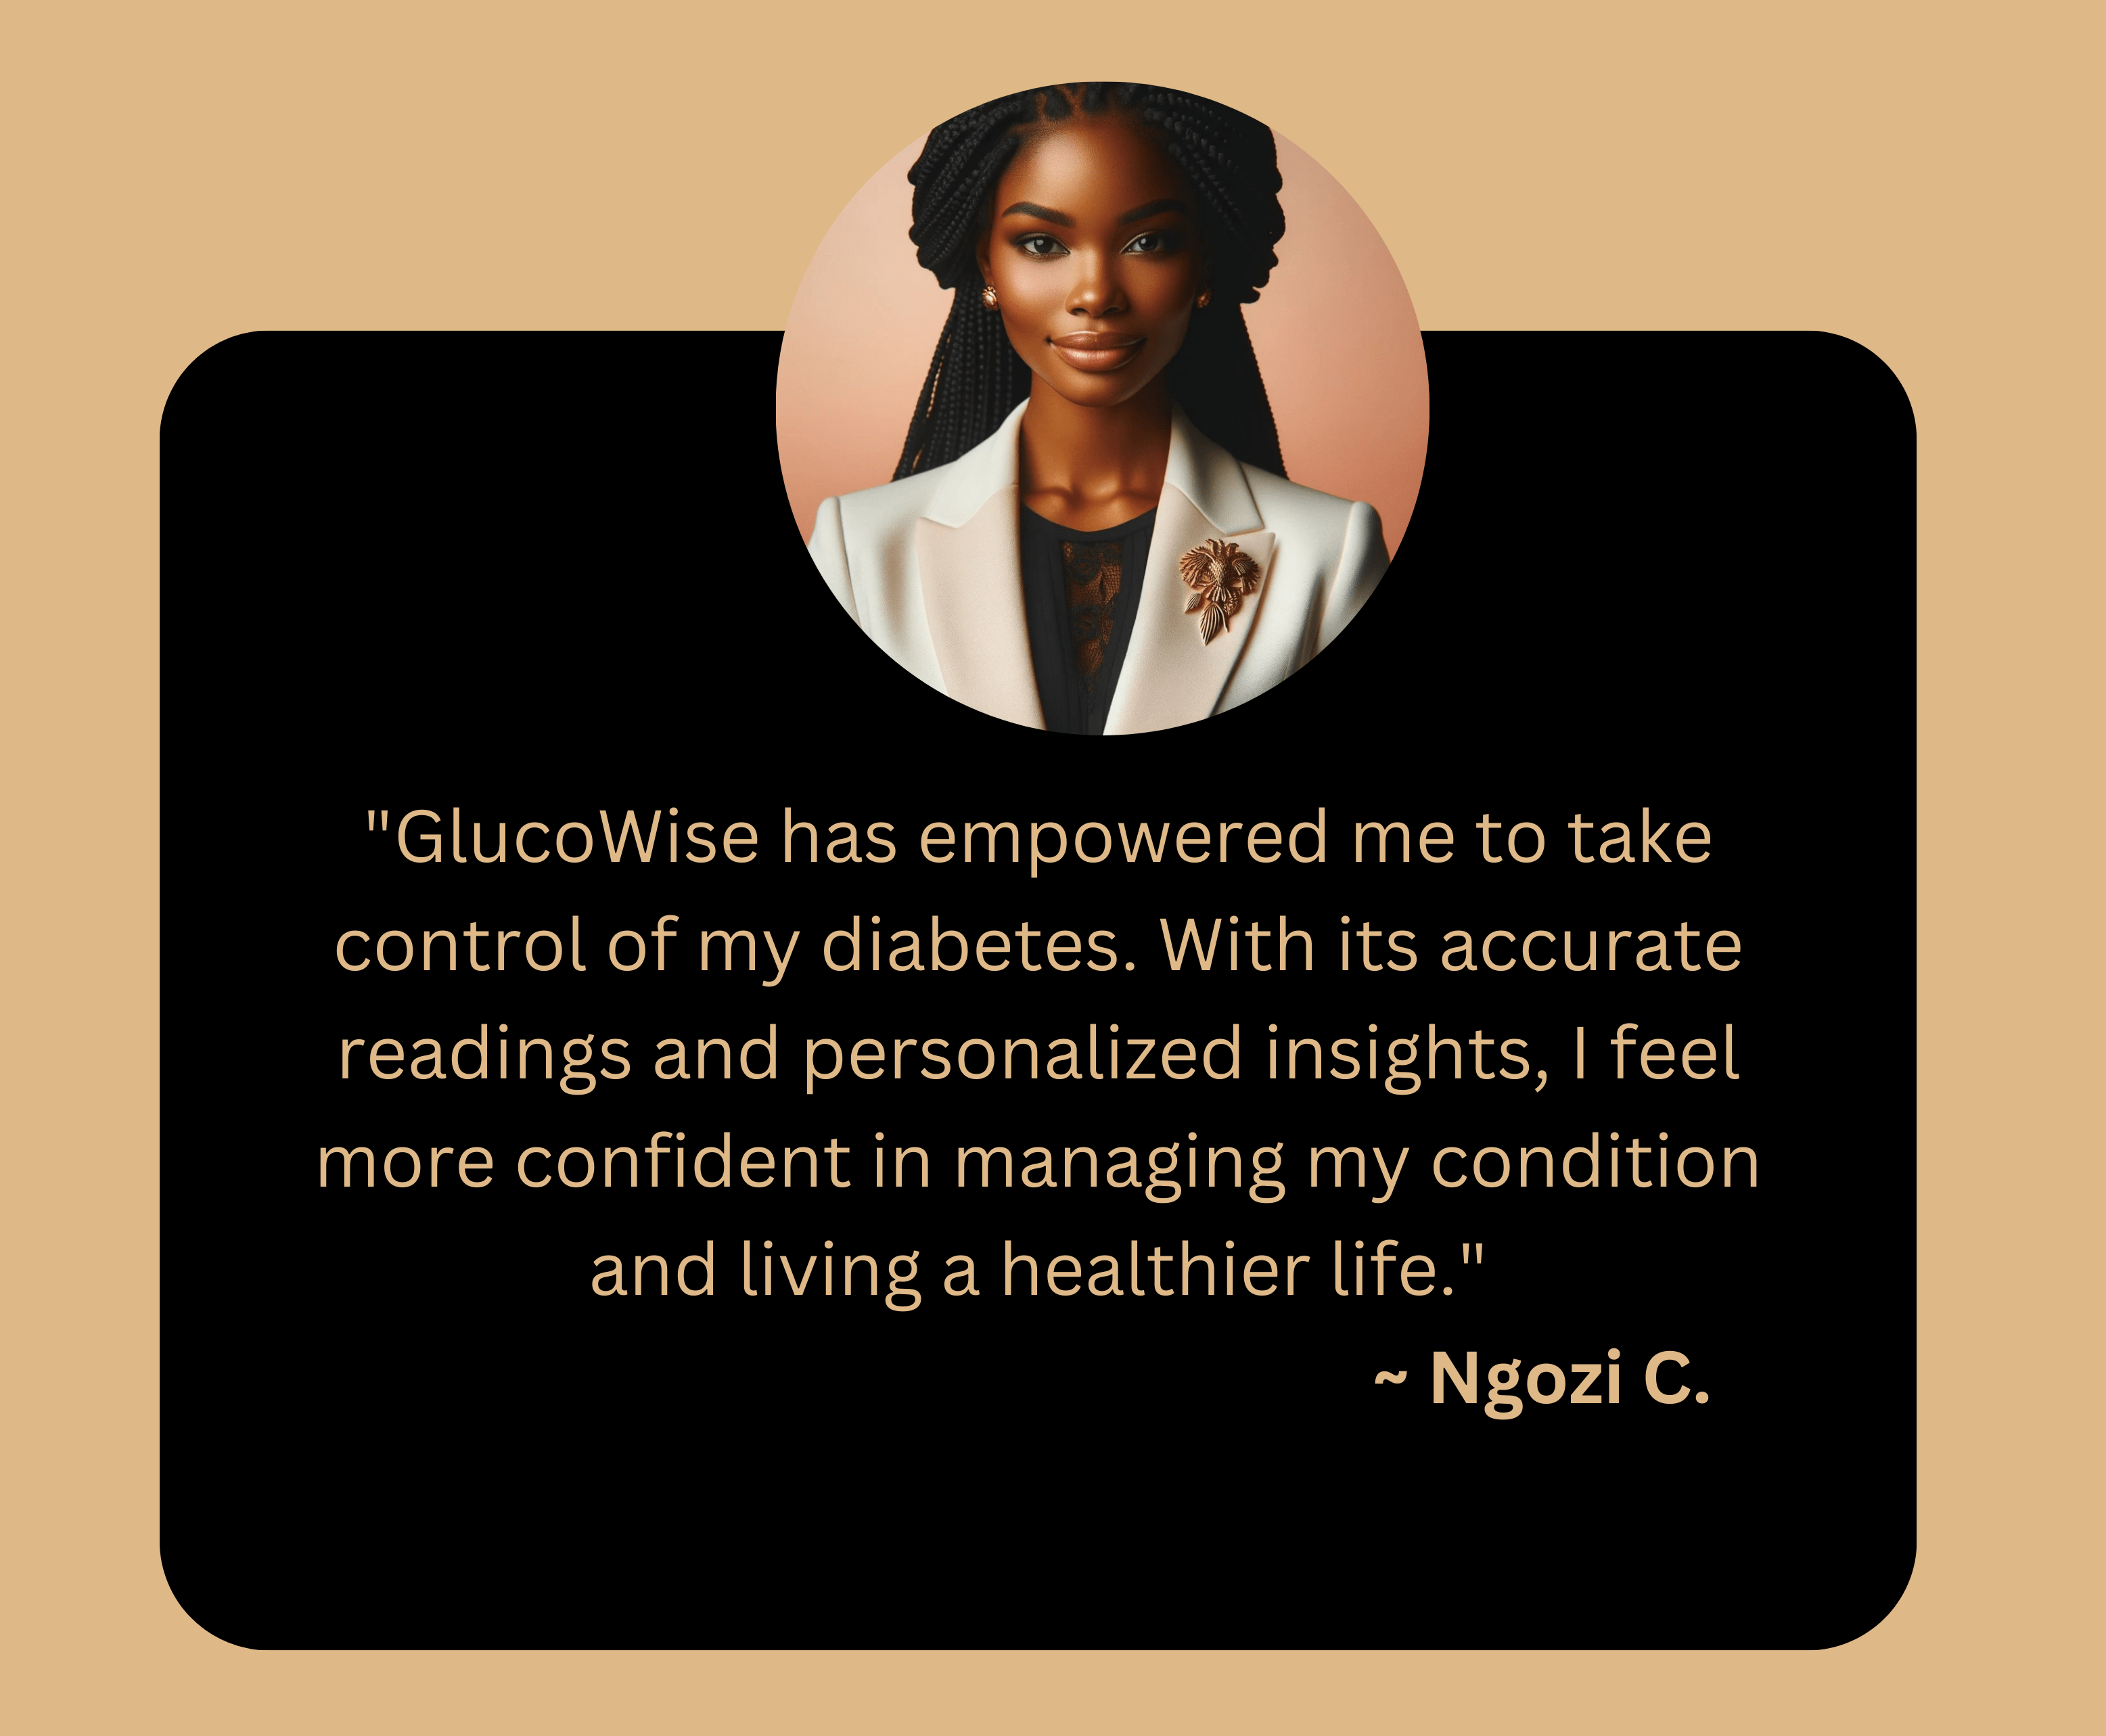 "GlucoWise has empowered me to take
control of my diabetes. With its accurate
readings and personalized insights, I feel
more confident in managing my condition
and living a healthier life."
~ Ngozi C.